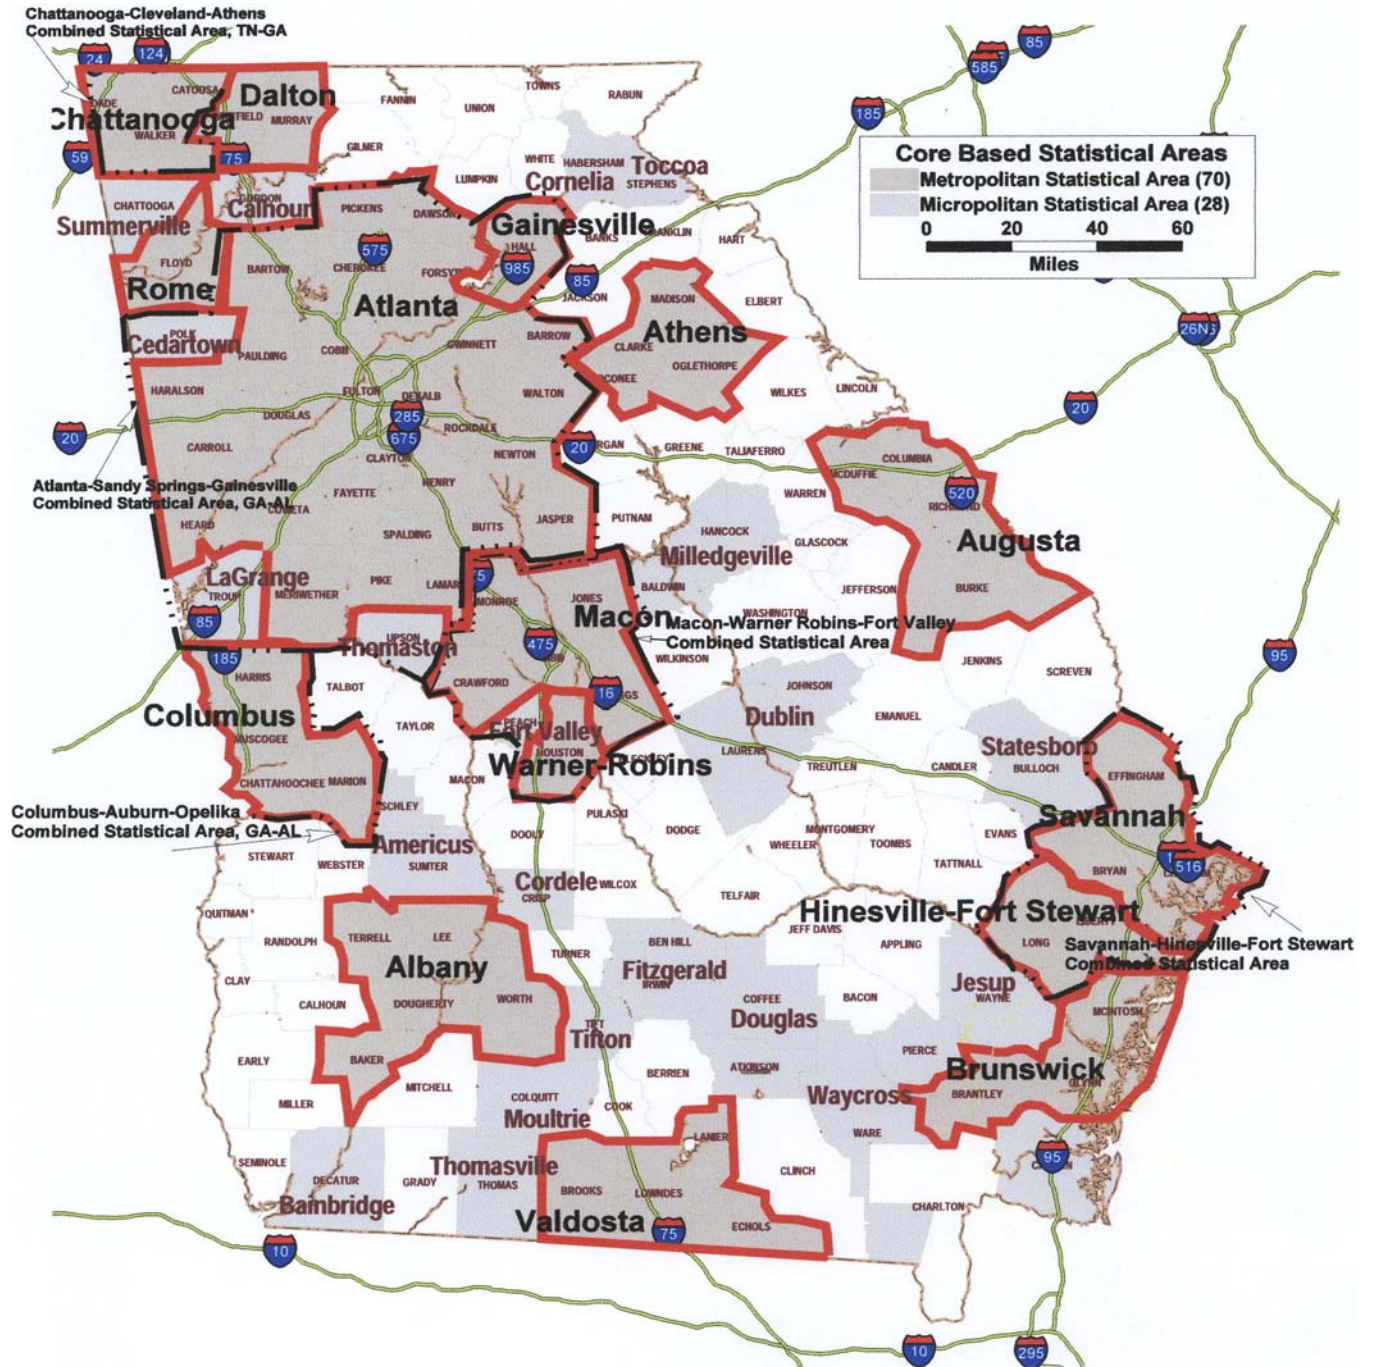 Chattanooga-Cleveland-Athens
Combined Statistical Area, TN-GA
24
124
85
585
185
59
75
Dalton
Chattanooga
CATOOSA
WALKER
MURRAY
FANNIN
UNION
TOWNS
RABUN
GILMER
WHITE
HABERSHAM
STEPHENS
Toccoa
Cornelia
LUMPKIN
Core Based Statistical Areas
Metropolitan Statistical Area (70)
Micropolitan Statistical Area (28)
0 20 40 60
Miles
CHATTOOGA
Summerville
PICKENS
DAWSON
Gainesville
HALL
BANKS
HART
FLOYD
Rome
BARTOW
575
CHEROKEE
985
85
JACKSON
MADISON
ELBERT
Atlanta
Athens
26
POLK
Cedartown
PAULDING
COBB
GWINNETT
BARROW
CLARKE
OGLETHORPE
HARALSON
FULTON
DEKALB
WALTON
WILKES
LINCOLN
DOUGLAS
285
ROCKDALE
20
20
675
CARROLL
CLAYTON
NEWTON
20
GREENE
TALIAFERRO
COLUMBIA
MCDUFFIE
Atlanta-Sandy Springs-Gainesville
Combined Statistical Area, GA-AL
HENRY
FAYETTE
WARREN
520
HEARD
SPALDING
BUTTS
JASPER
PUTNAM
HANCOCK
GLASCOCK
Milledgeville
Augusta
LaGrange
TROUP
MERIWETHER
PIKE
LAMAR
MONROE
JONES
BALDWIN
JEFFERSON
BURKE
85
Macon
WASHINGTON
Macon-Warner Robins-Fort Valley
Combined Statistical Area
UPSON
Thomaston
475
WILKINSON
JENKINS
SCREVEN
95
185
HARRIS
TALBOT
CRAWFORD
16
JOHNSON
Dublin
EMANUEL
Columbus
MUSCOGEE
TAYLOR
PEACH
Fort Valley
HOUSTON
Warner-Robins
LAURENS
Statesboro
BULLOCH
TREUTLEN
CANDLER
EFFINGHAM
CHATTAHOOCHEE
MARION
MACON
Columbus-Auburn-Opelika
Combined Statistical Area, GA-AL
SCHLEY
PULASKI
DOOLY
DODGE
MONTGOMERY
WHEELER
TOOMBS
EVANS
Savannah
STEWART
WEBSTER
Americus
SUMTER
TATTNALL
BRYAN
516
Cordele
CRISP
WILCOX
TELFAIR
QUITMAN
RANDOLPH
TERRELL
LEE
Hinesville-Fort Stewart
JEFF DAVIS
APPLING
LIBERTY
LONG
Savannah-Hinesville-Fort Stewart
Combined Statistical Area
BEN HILL
TURNER
Albany
Fitzgerald
IRWIN
CLAY
CALHOUN
DOUGHERTY
WORTH
COFFEE
Douglas
BACON
Jesup
WAYNE
MCINTOSH
TIFT
Tifton
EARLY
BAKER
MITCHELL
BERRIEN
ATKINSON
PIERCE
Brunswick
GLYNN
BRANTLEY
MILLER
COLQUITT
Moultrie
COOK
Waycross
WARE
LANIER
SEMINOLE
DECATUR
Bainbridge
GRADY
Thomasville
THOMAS
BROOKS
LOWNDES
CLINCH
95
CHARLTON
Valdosta
75
ECHOLS
10
10
295